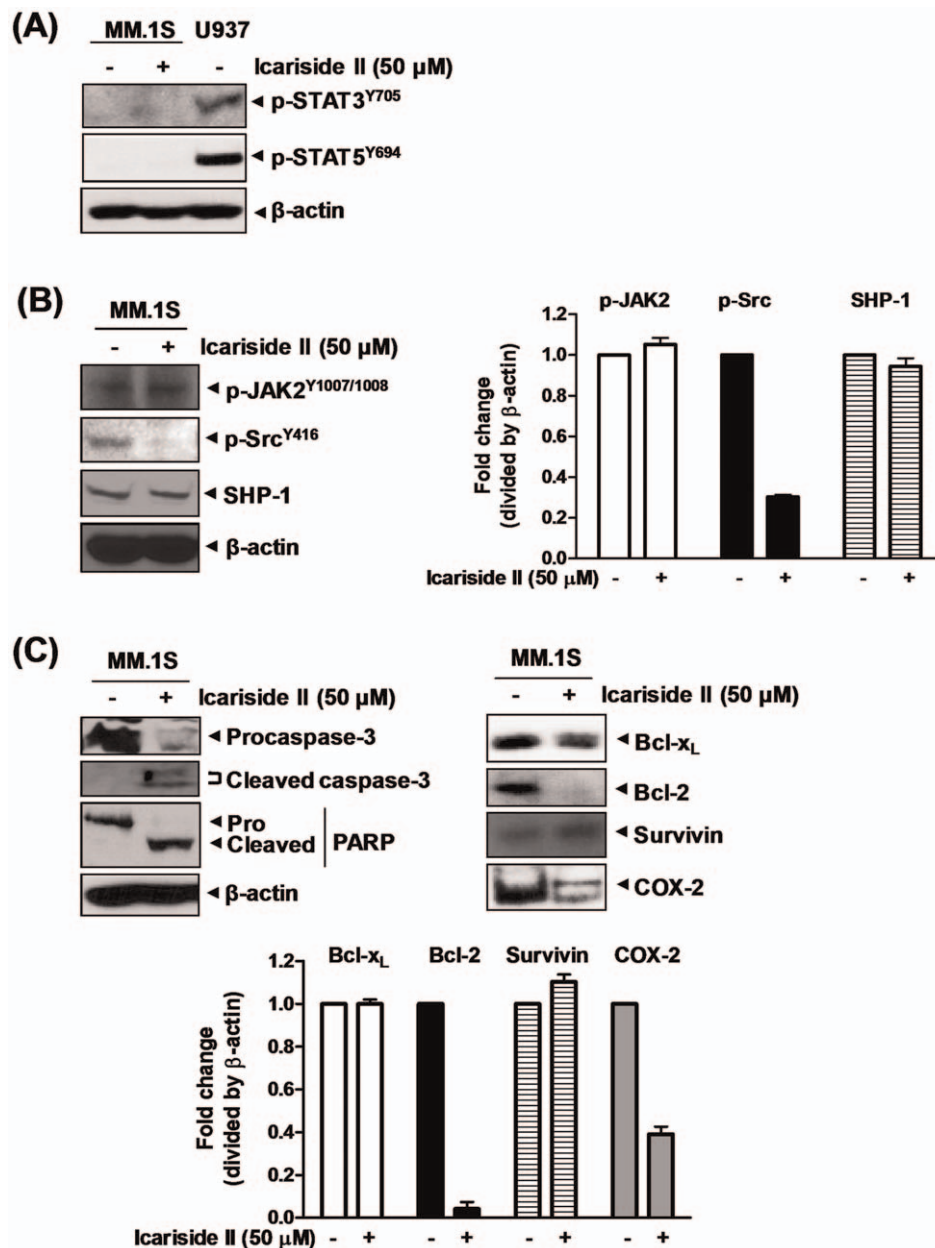 (A)
MM.1S U937
- + - Icariside II (50 μM)
p-STAT3Y705
p-STAT5Y694
β-actin
(B)
MM.1S
- + Icariside II (50 μM)
p-JAK2Y1007/1008
p-SrcY416
SHP-1
β-actin
p-JAK2 p-Src SHP-1
Fold change
(divided by β-actin)
1.2
1.0
0.8
0.6
0.4
0.2
0.0
Icariside II (50 μM) - + - + - +
(C)
MM.1S
- + Icariside II (50 μM)
Procaspase-3
Cleaved caspase-3
Pro
Cleaved
PARP
β-actin
MM.1S
- + Icariside II (50 μM)
Bcl-xL
Bcl-2
Survivin
COX-2
Bcl-xL Bcl-2 Survivin COX-2
Fold change
(divided by β-actin)
1.2
1.0
0.8
0.6
0.4
0.2
0.0
Icariside II (50 μM) - + - + - + - +